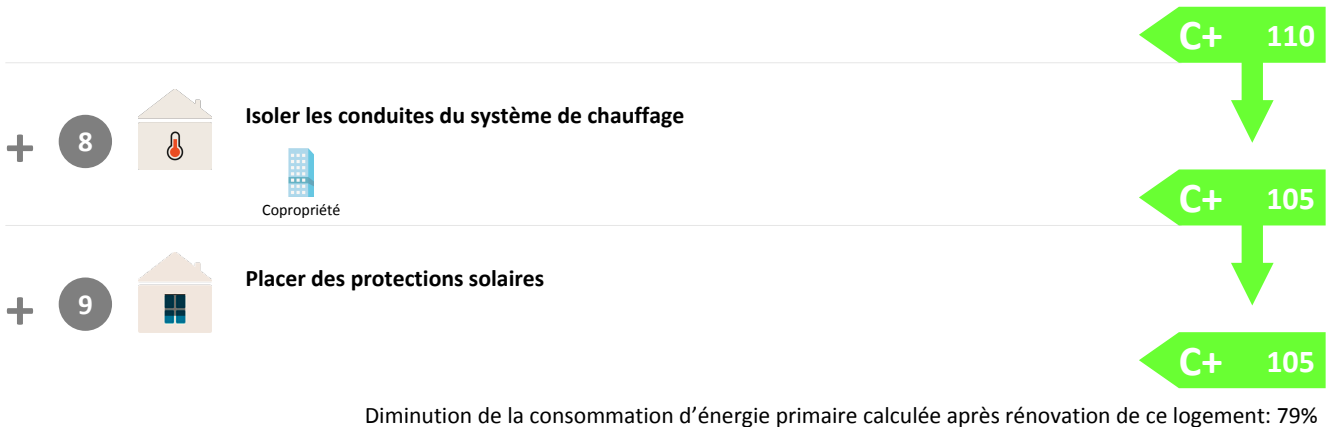 C+ 110
+ 8 Isoler les conduites du système de chauffage
Copropriété
C+ 105
+ 9 Placer des protections solaires
C+ 105
Diminution de la consommation d’énergie primaire calculée après rénovation de ce logement: 79%